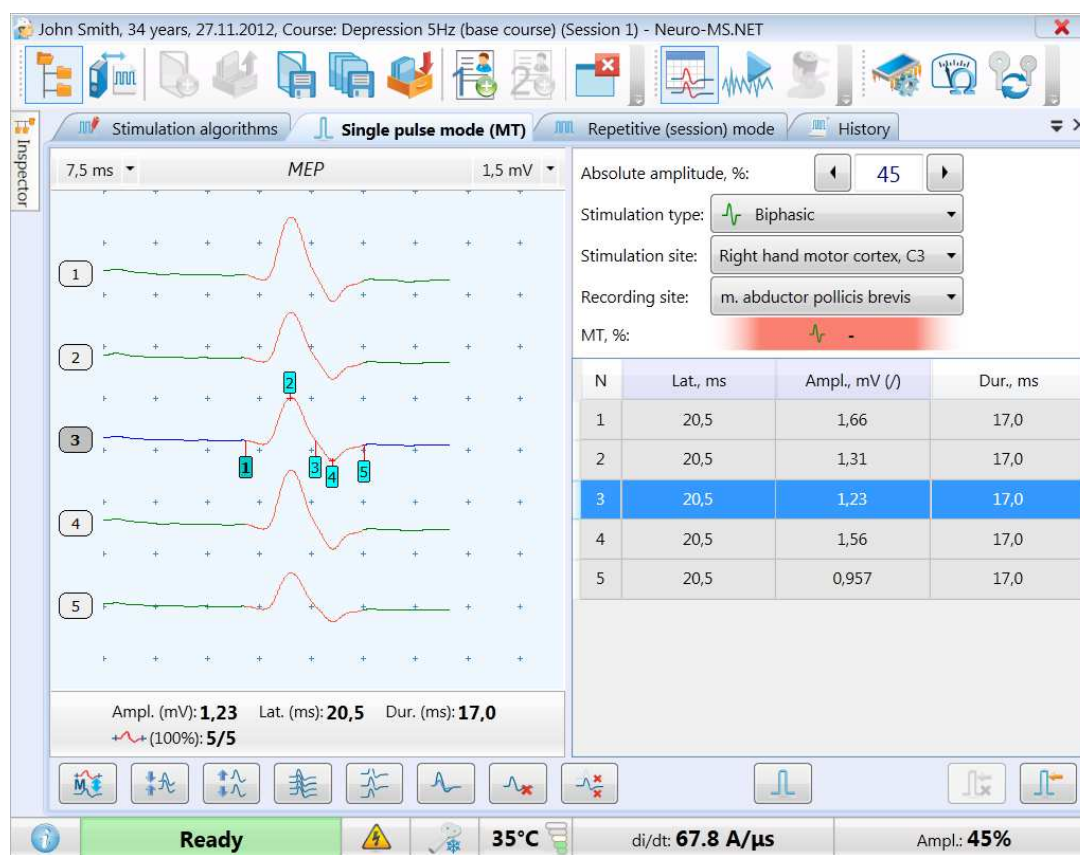 John Smith, 34 years, 27.11.2012, Course: Depression 5Hz (base course) (Session 1) - Neuro-MS.NET
Inspector
Stimulation algorithms Single pulse mode (MT) Repetitive (session) mode History
7,5 ms MEP 1,5 mV
Absolute amplitude, %: 45
Stimulation type: Biphasic
Stimulation site: Right hand motor cortex, C3
Recording site: m. abductor pollicis brevis
MT, %: -
1
2
2
3
1 3 4 5
4
5
N Lat., ms Ampl., mV (/) Dur., ms
1 20,5 1,66 17,0
2 20,5 1,31 17,0
3 20,5 1,23 17,0
4 20,5 1,56 17,0
5 20,5 0,957 17,0
Ampl. (mV): 1,23 Lat. (ms): 20,5 Dur. (ms): 17,0
(100%): 5/5
M
Ready 35°C di/dt: 67.8 A/µs Ampl.: 45%